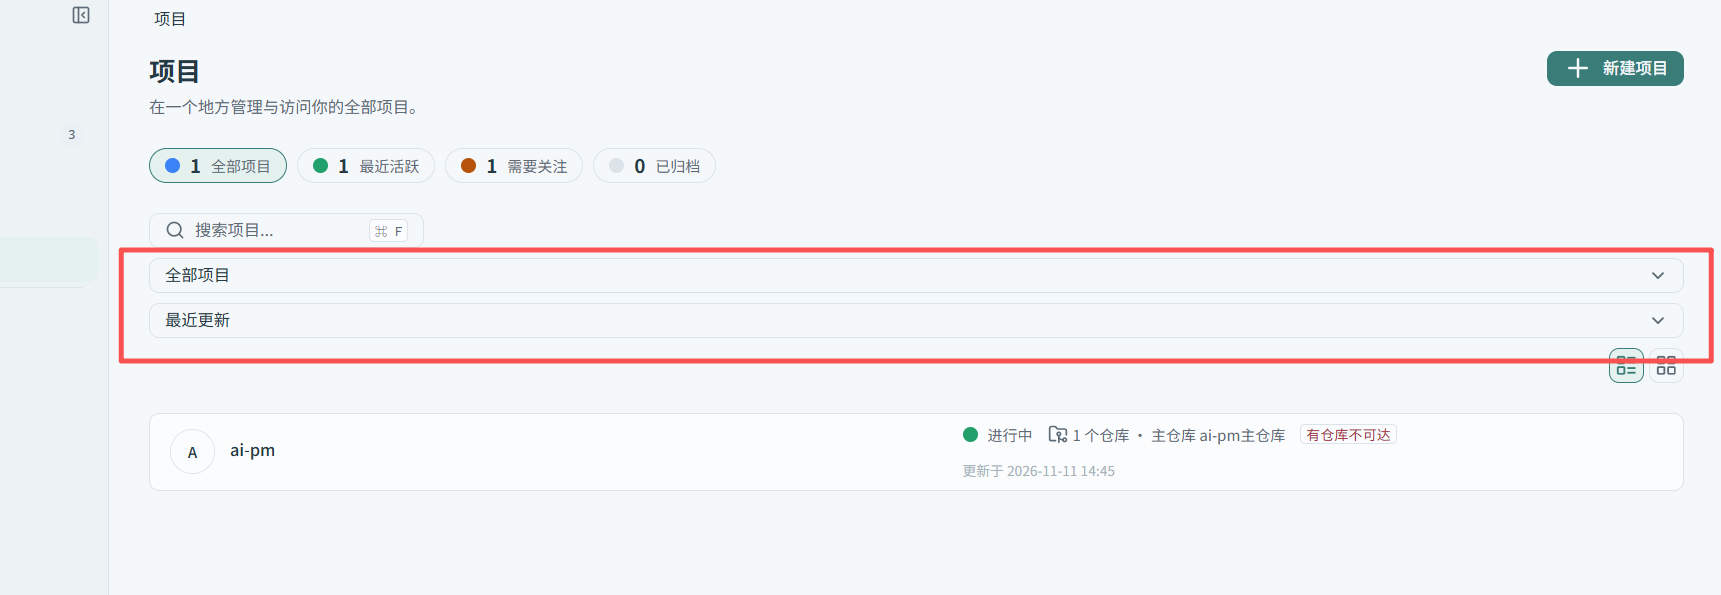 项目
项目
新建项目
在一个地方管理与访问你的全部项目。
3
1 全部项目
1 最近活跃
1 需要关注
0 已归档
搜索项目...
⌘ F
全部项目
最近更新
A
ai-pm
进行中
1 个仓库 • 主仓库 ai-pm主仓库
有仓库不可达
更新于 2026-11-11 14:45